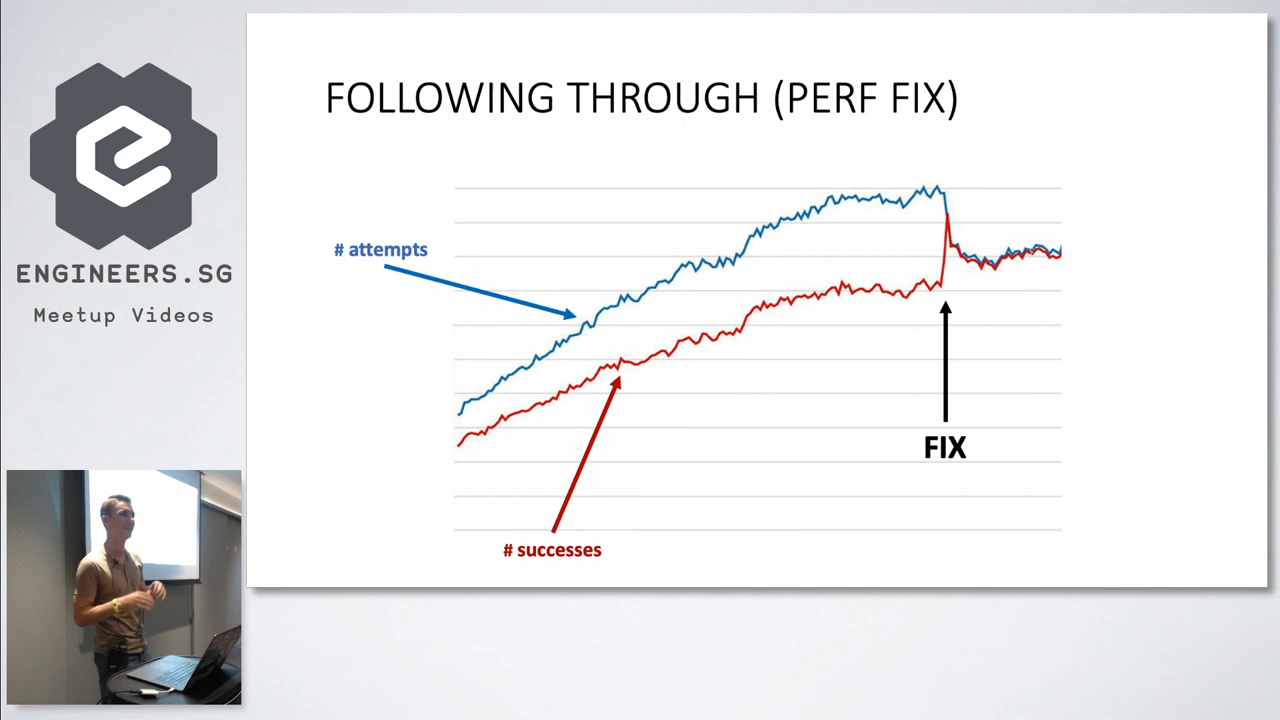 ENGINEERS.SG
Meetup Videos
FOLLOWING THROUGH (PERF FIX)
# attempts
FIX
# successes